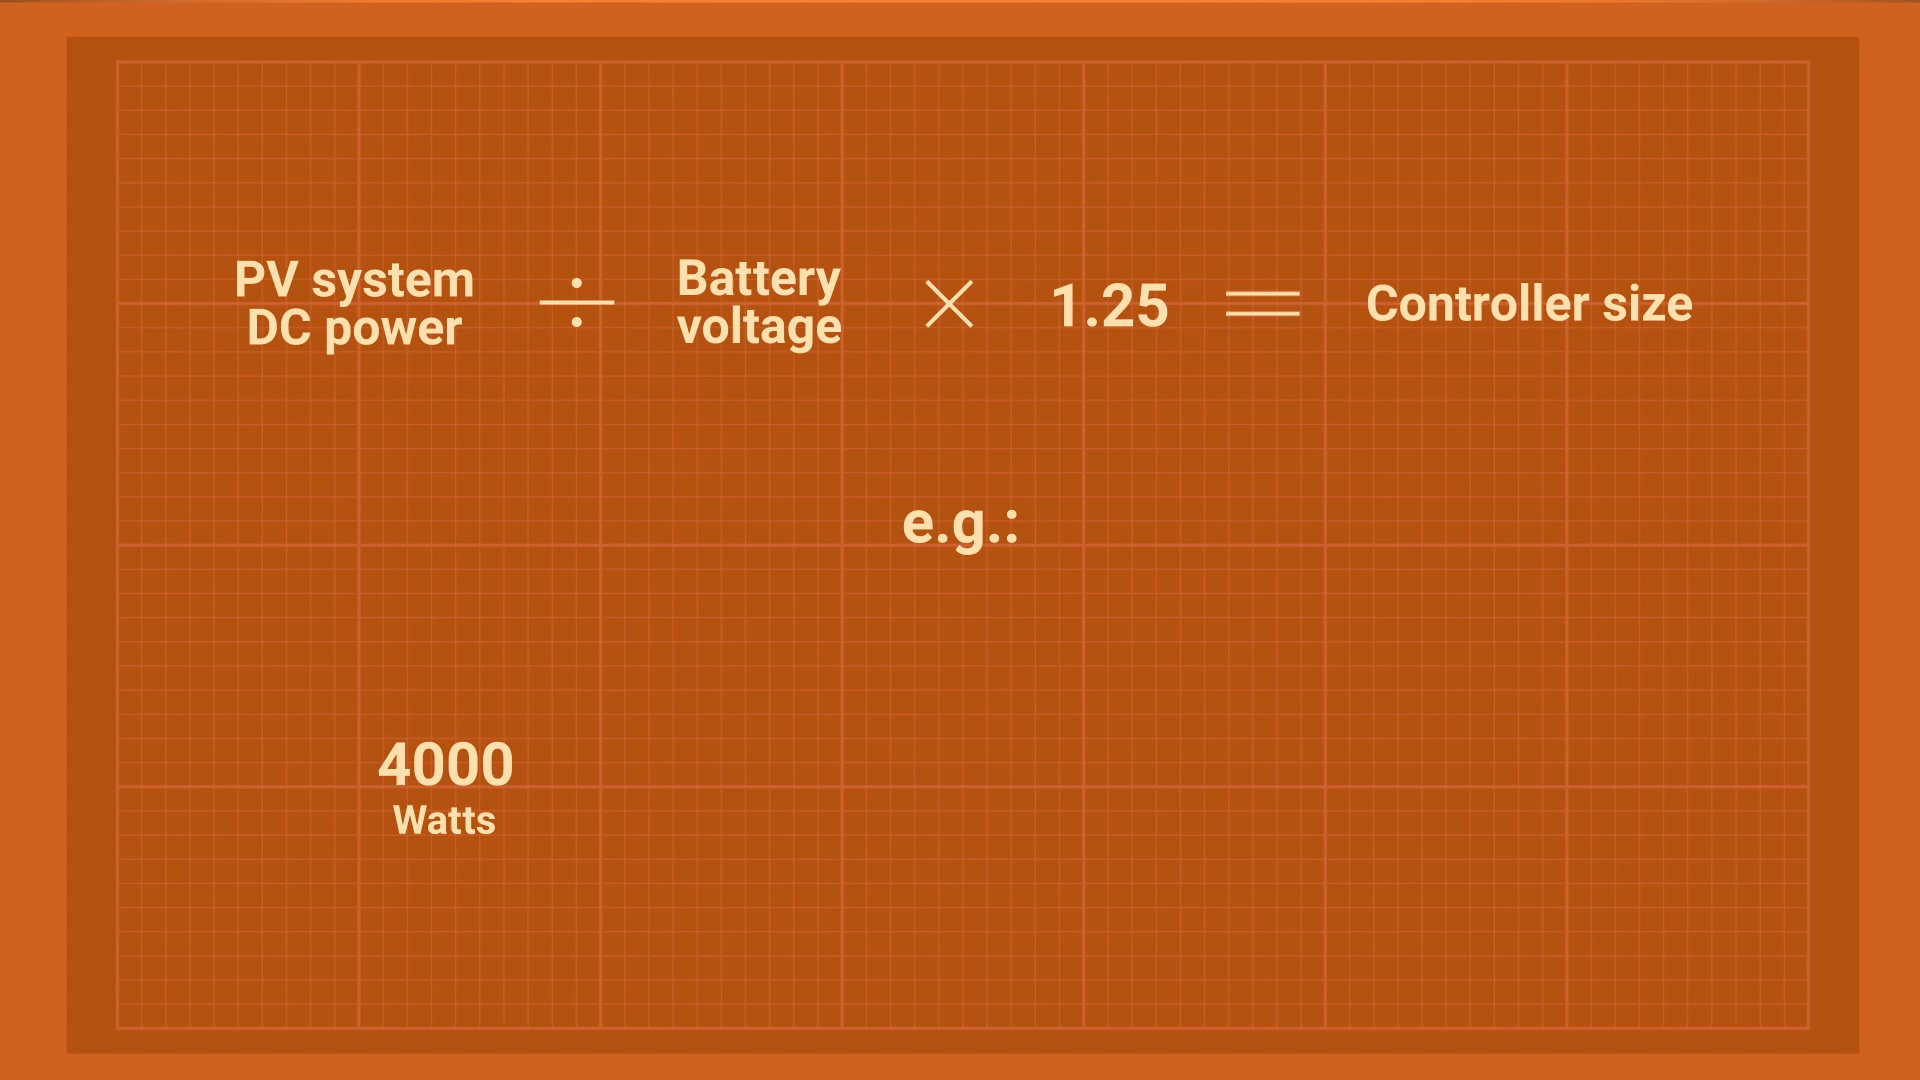 PV system
DC power
÷
Battery
voltage
× 1.25 = Controller size
e.g.:
4000
Watts